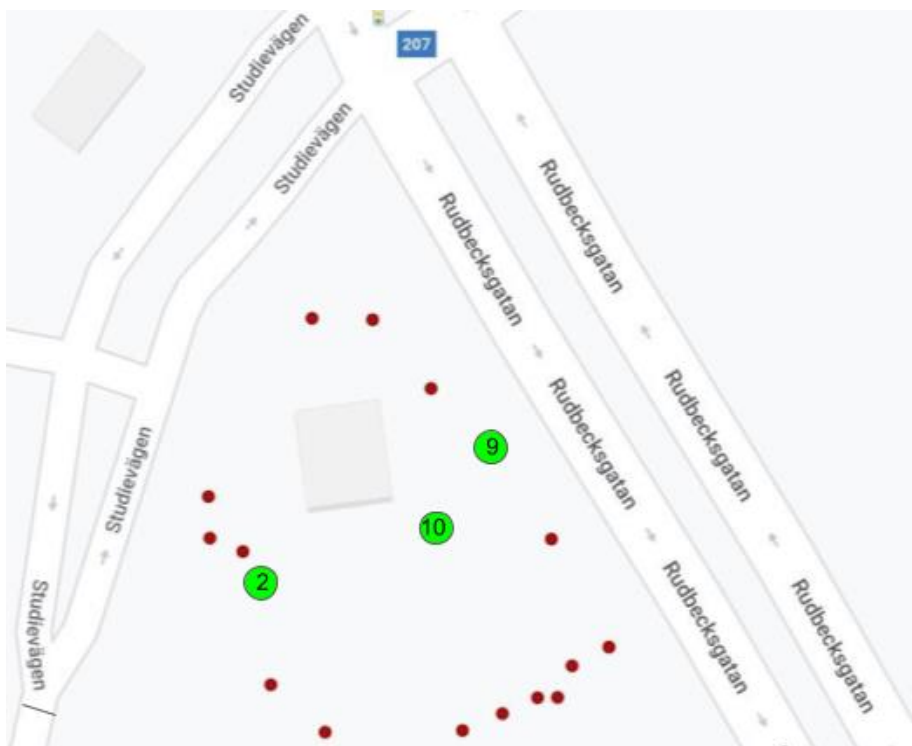 207
Studievägen
Studievägen
Rudbecksgatan
Rudbecksgatan
Rudbecksgatan
Rudbecksgatan
Studievägen
9
10
2
Studievägen
Rudbecksgatan
Rudbecksgatan